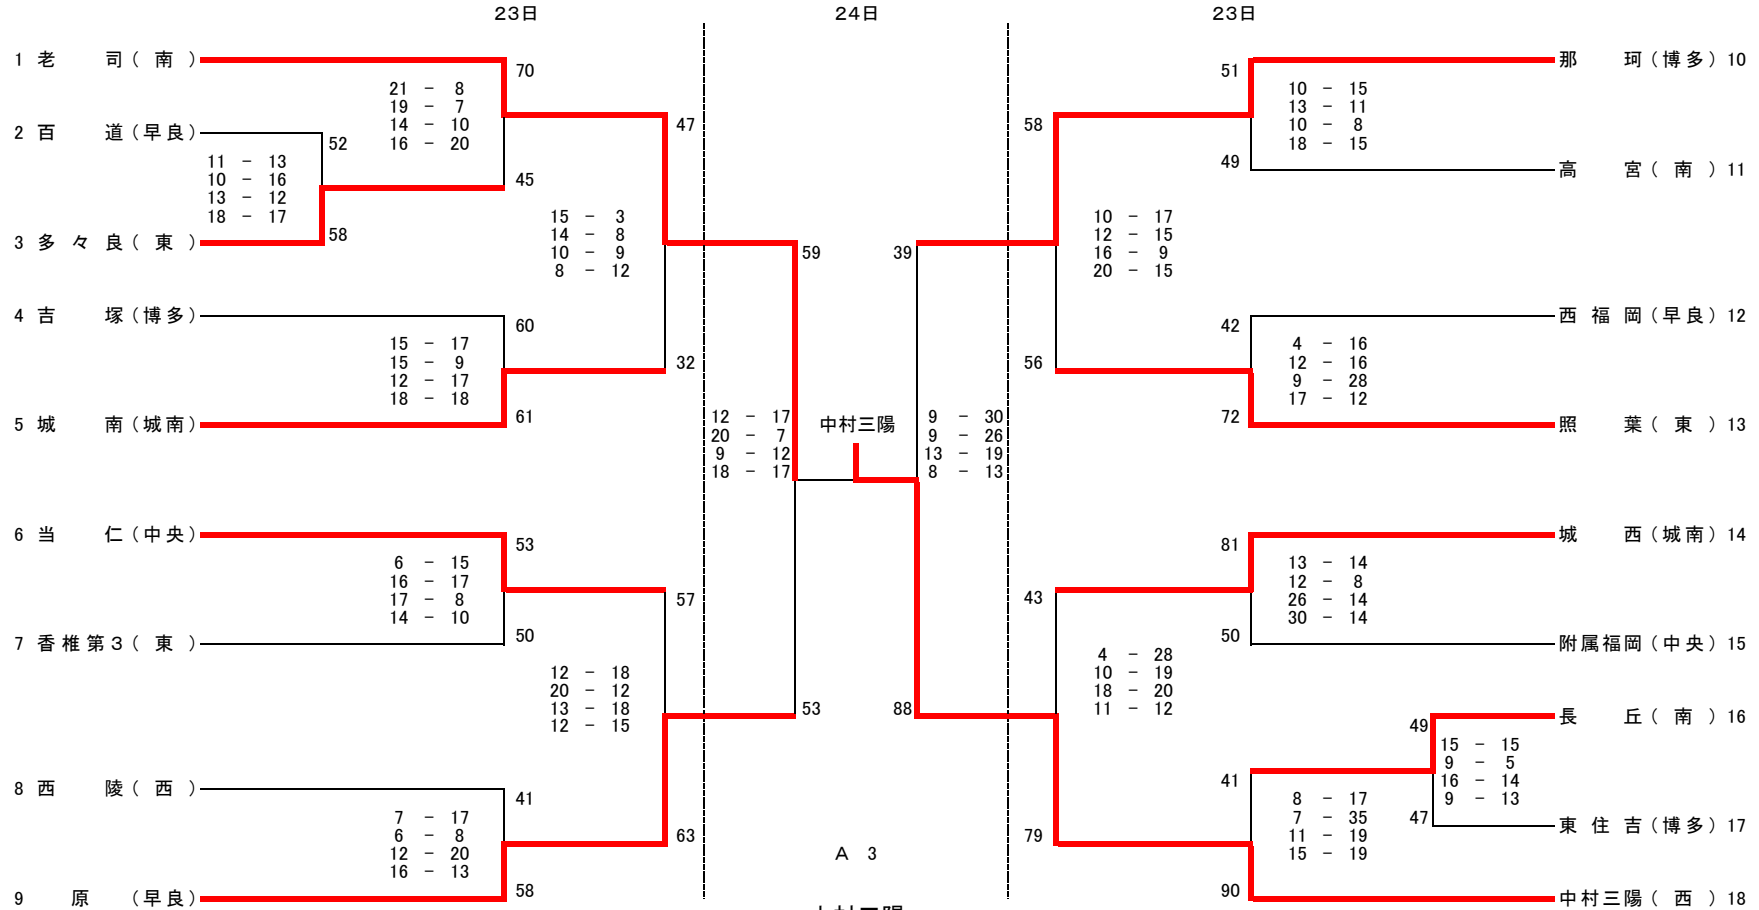 23日 24日 23日
1 老 司 ( 南 )
70
21 - 8
19 - 7
14 - 10
16 - 20
2 百 道 (早良)
52
11 - 13
10 - 16
13 - 12
18 - 17
45
3 多々良 ( 東 )
58
47
15 - 3
14 - 8
10 - 9
8 - 12
4 吉 塚 (博多)
60
15 - 17
15 - 9
12 - 17
18 - 18
32
5 城 南 (城南)
61
59
12 - 17
20 - 7
9 - 12
18 - 17
6 当 仁 (中央)
53
6 - 15
16 - 17
17 - 8
14 - 10
57
7 香椎第3 ( 東 )
50
12 - 18
20 - 12
13 - 18
12 - 15
53
8 西 陵 ( 西 )
41
7 - 17
6 - 8
12 - 20
16 - 13
63
9 原 (早良)
58
中村三陽
A 3
那 珂 (博多) 10
51
10 - 15
13 - 11
10 - 8
18 - 15
58
49
高 宮 ( 南 ) 11
39
10 - 17
12 - 15
16 - 9
20 - 15
西福岡 (早良) 12
42
4 - 16
12 - 16
9 - 28
17 - 12
56
72
照 葉 ( 東 ) 13
9 - 30
9 - 26
13 - 19
8 - 13
城 西 (城南) 14
81
13 - 14
12 - 8
26 - 14
30 - 14
43
50
附属福岡 (中央) 15
4 - 28
10 - 19
18 - 20
11 - 12
88
長 丘 ( 南 ) 16
49
15 - 15
9 - 5
16 - 14
9 - 13
41
47
東住吉 (博多) 17
8 - 17
7 - 35
11 - 19
15 - 19
79
90
中村三陽 ( 西 ) 18